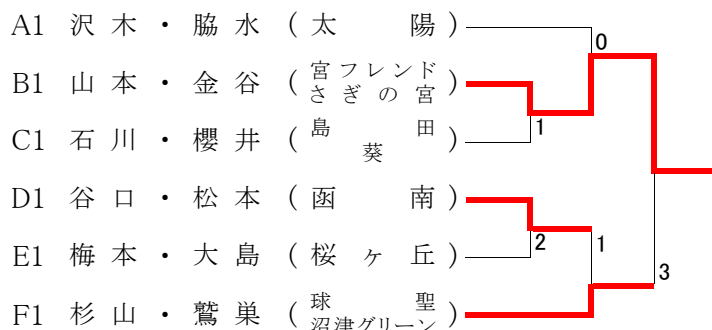 A1 沢木・脇水(太陽)
0
B1 山本・金谷(宮フレンド
さぎの宮)
1
C1 石川・櫻井(島田
葵)
D1 谷口・松本(函南)
2
1
E1 梅本・大島(桜ヶ丘)
3
F1 杉山・鷲巣(球聖
沼津グリーン)